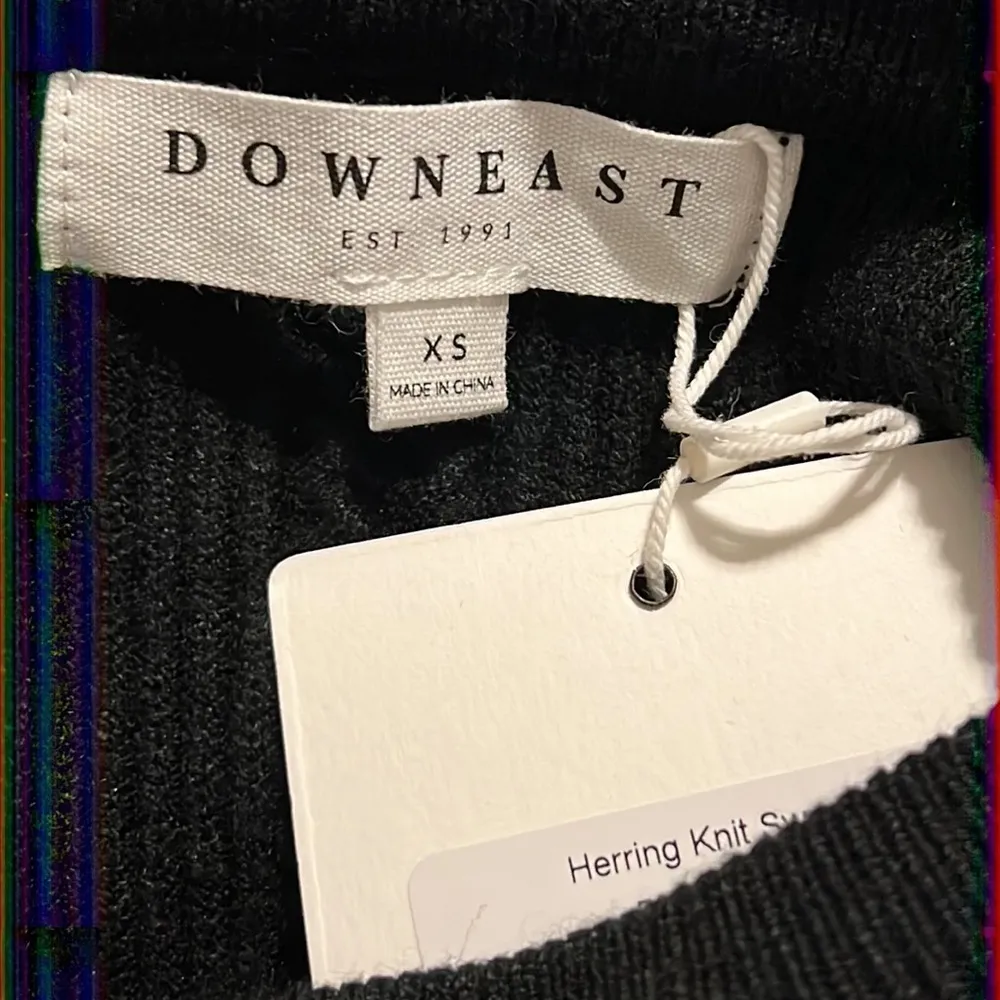 DOWNEAST
EST. 1991
XS
MADE IN CHINA
Herring Knit